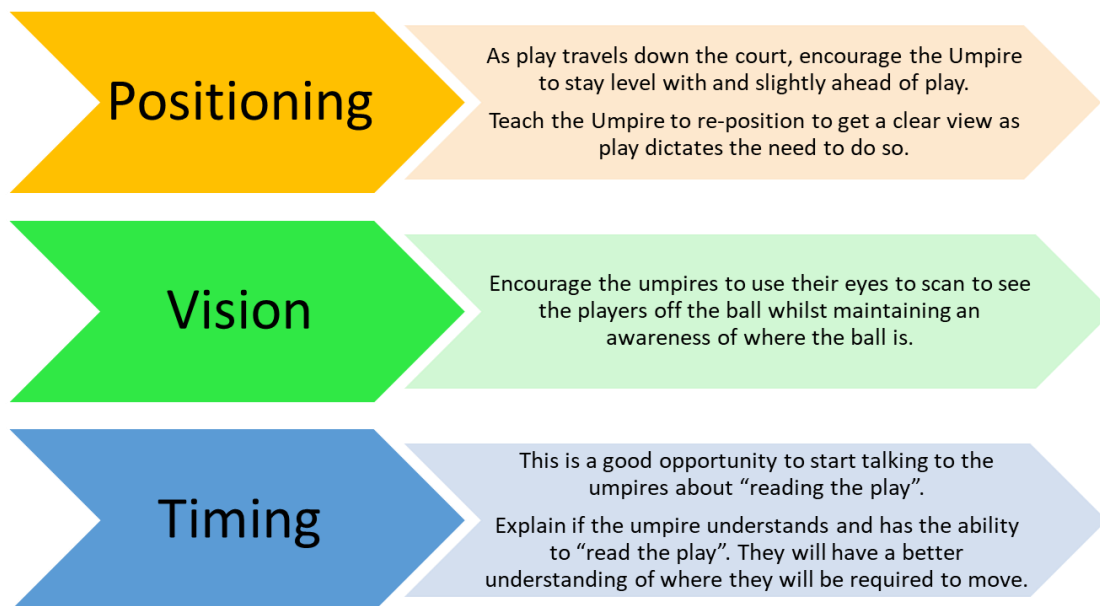 Positioning
As play travels down the court, encourage the Umpire
to stay level with and slightly ahead of play.
Teach the Umpire to re-position to get a clear view as
play dictates the need to do so.
Vision
Encourage the umpires to use their eyes to scan to see
the players off the ball whilst maintaining an
awareness of where the ball is.
Timing
This is a good opportunity to start talking to the
umpires about “reading the play”.
Explain if the umpire understands and has the ability
to “read the play”. They will have a better
understanding of where they will be required to move.